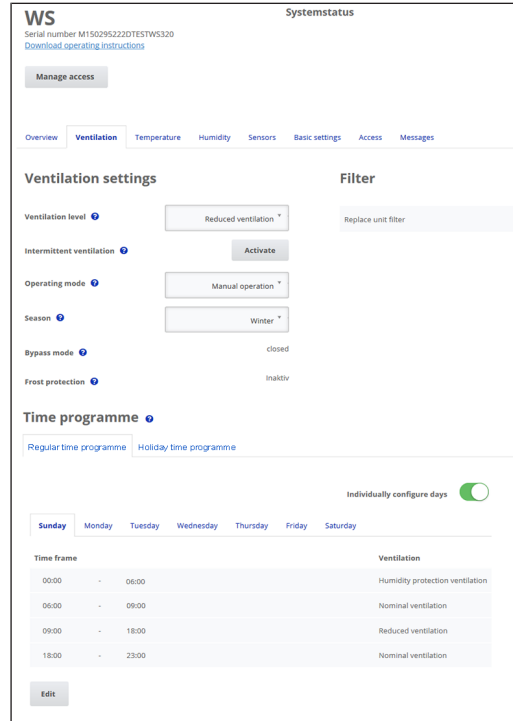 WS
Systemstatus
Serial number M150295222DTESTWS320
Download operating instructions
Manage access
Overview Ventilation Temperature Humidity Sensors Basic settings Access Messages
Ventilation settings
Filter
Ventilation level ? Reduced ventilation
Replace unit filter
Intermittent ventilation ? Activate
Operating mode ? Manual operation
Season ? Winter
Bypass mode ? closed
Frost protection ? Inaktiv
Time programme ?
Regular time programme Holiday time programme
Individually configure days
Sunday Monday Tuesday Wednesday Thursday Friday Saturday
Time frame Ventilation
00:00 - 06:00 Humidity protection ventilation
06:00 - 09:00 Nominal ventilation
09:00 - 18:00 Reduced ventilation
18:00 - 23:00 Nominal ventilation
Edit